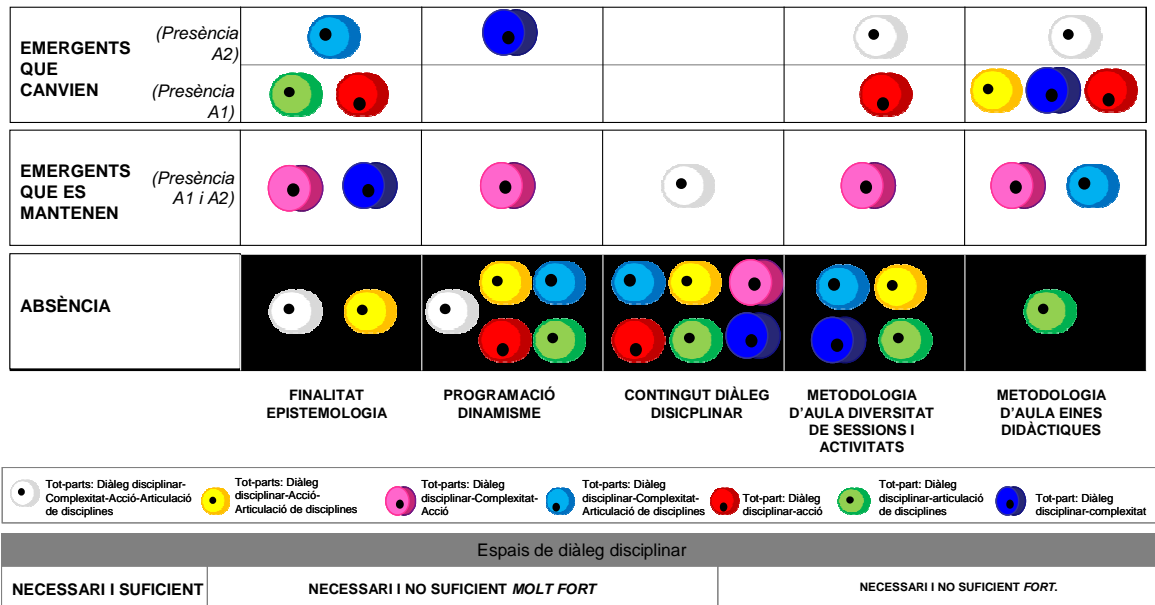 EMERGENTS
QUE
CANVIEN
(Presència
A2)
(Presència
A1)
EMERGENTS
QUE ES
MANTENEN
(Presència
A1 i A2)
ABSÈNCIA
FINALITAT
EPISTEMOLOGIA
PROGRAMACIÓ
DINAMISME
CONTINGUT DIÀLEG
DISICPLINAR
METODOLOGIA
D'AULA DIVERSITAT
DE SESSIONS I
ACTIVITATS
METODOLOGIA
D'AULA EINES
DIDÀCTIQUES
Tot-parts: Diàleg disciplinar-
Complexitat-Acció-Articulació
de disciplines
Tot-parts: Diàleg
disciplinar-Acció-
Articulació de disciplines
Tot-parts: Diàleg
disciplinar-Complexitat-
Acció
Tot-parts: Diàleg
disciplinar-Complexitat-
Articulació de disciplines
Tot-part: Diàleg
disciplinar-acció
Tot-part: Diàleg
disciplinar-articulació
de disciplines
Tot-part: Diàleg
disciplinar-complexitat
Espais de diàleg disciplinar
NECESSARI I SUFICIENT
NECESSARI I NO SUFICIENT MOLT FORT
NECESSARI I NO SUFICIENT FORT.